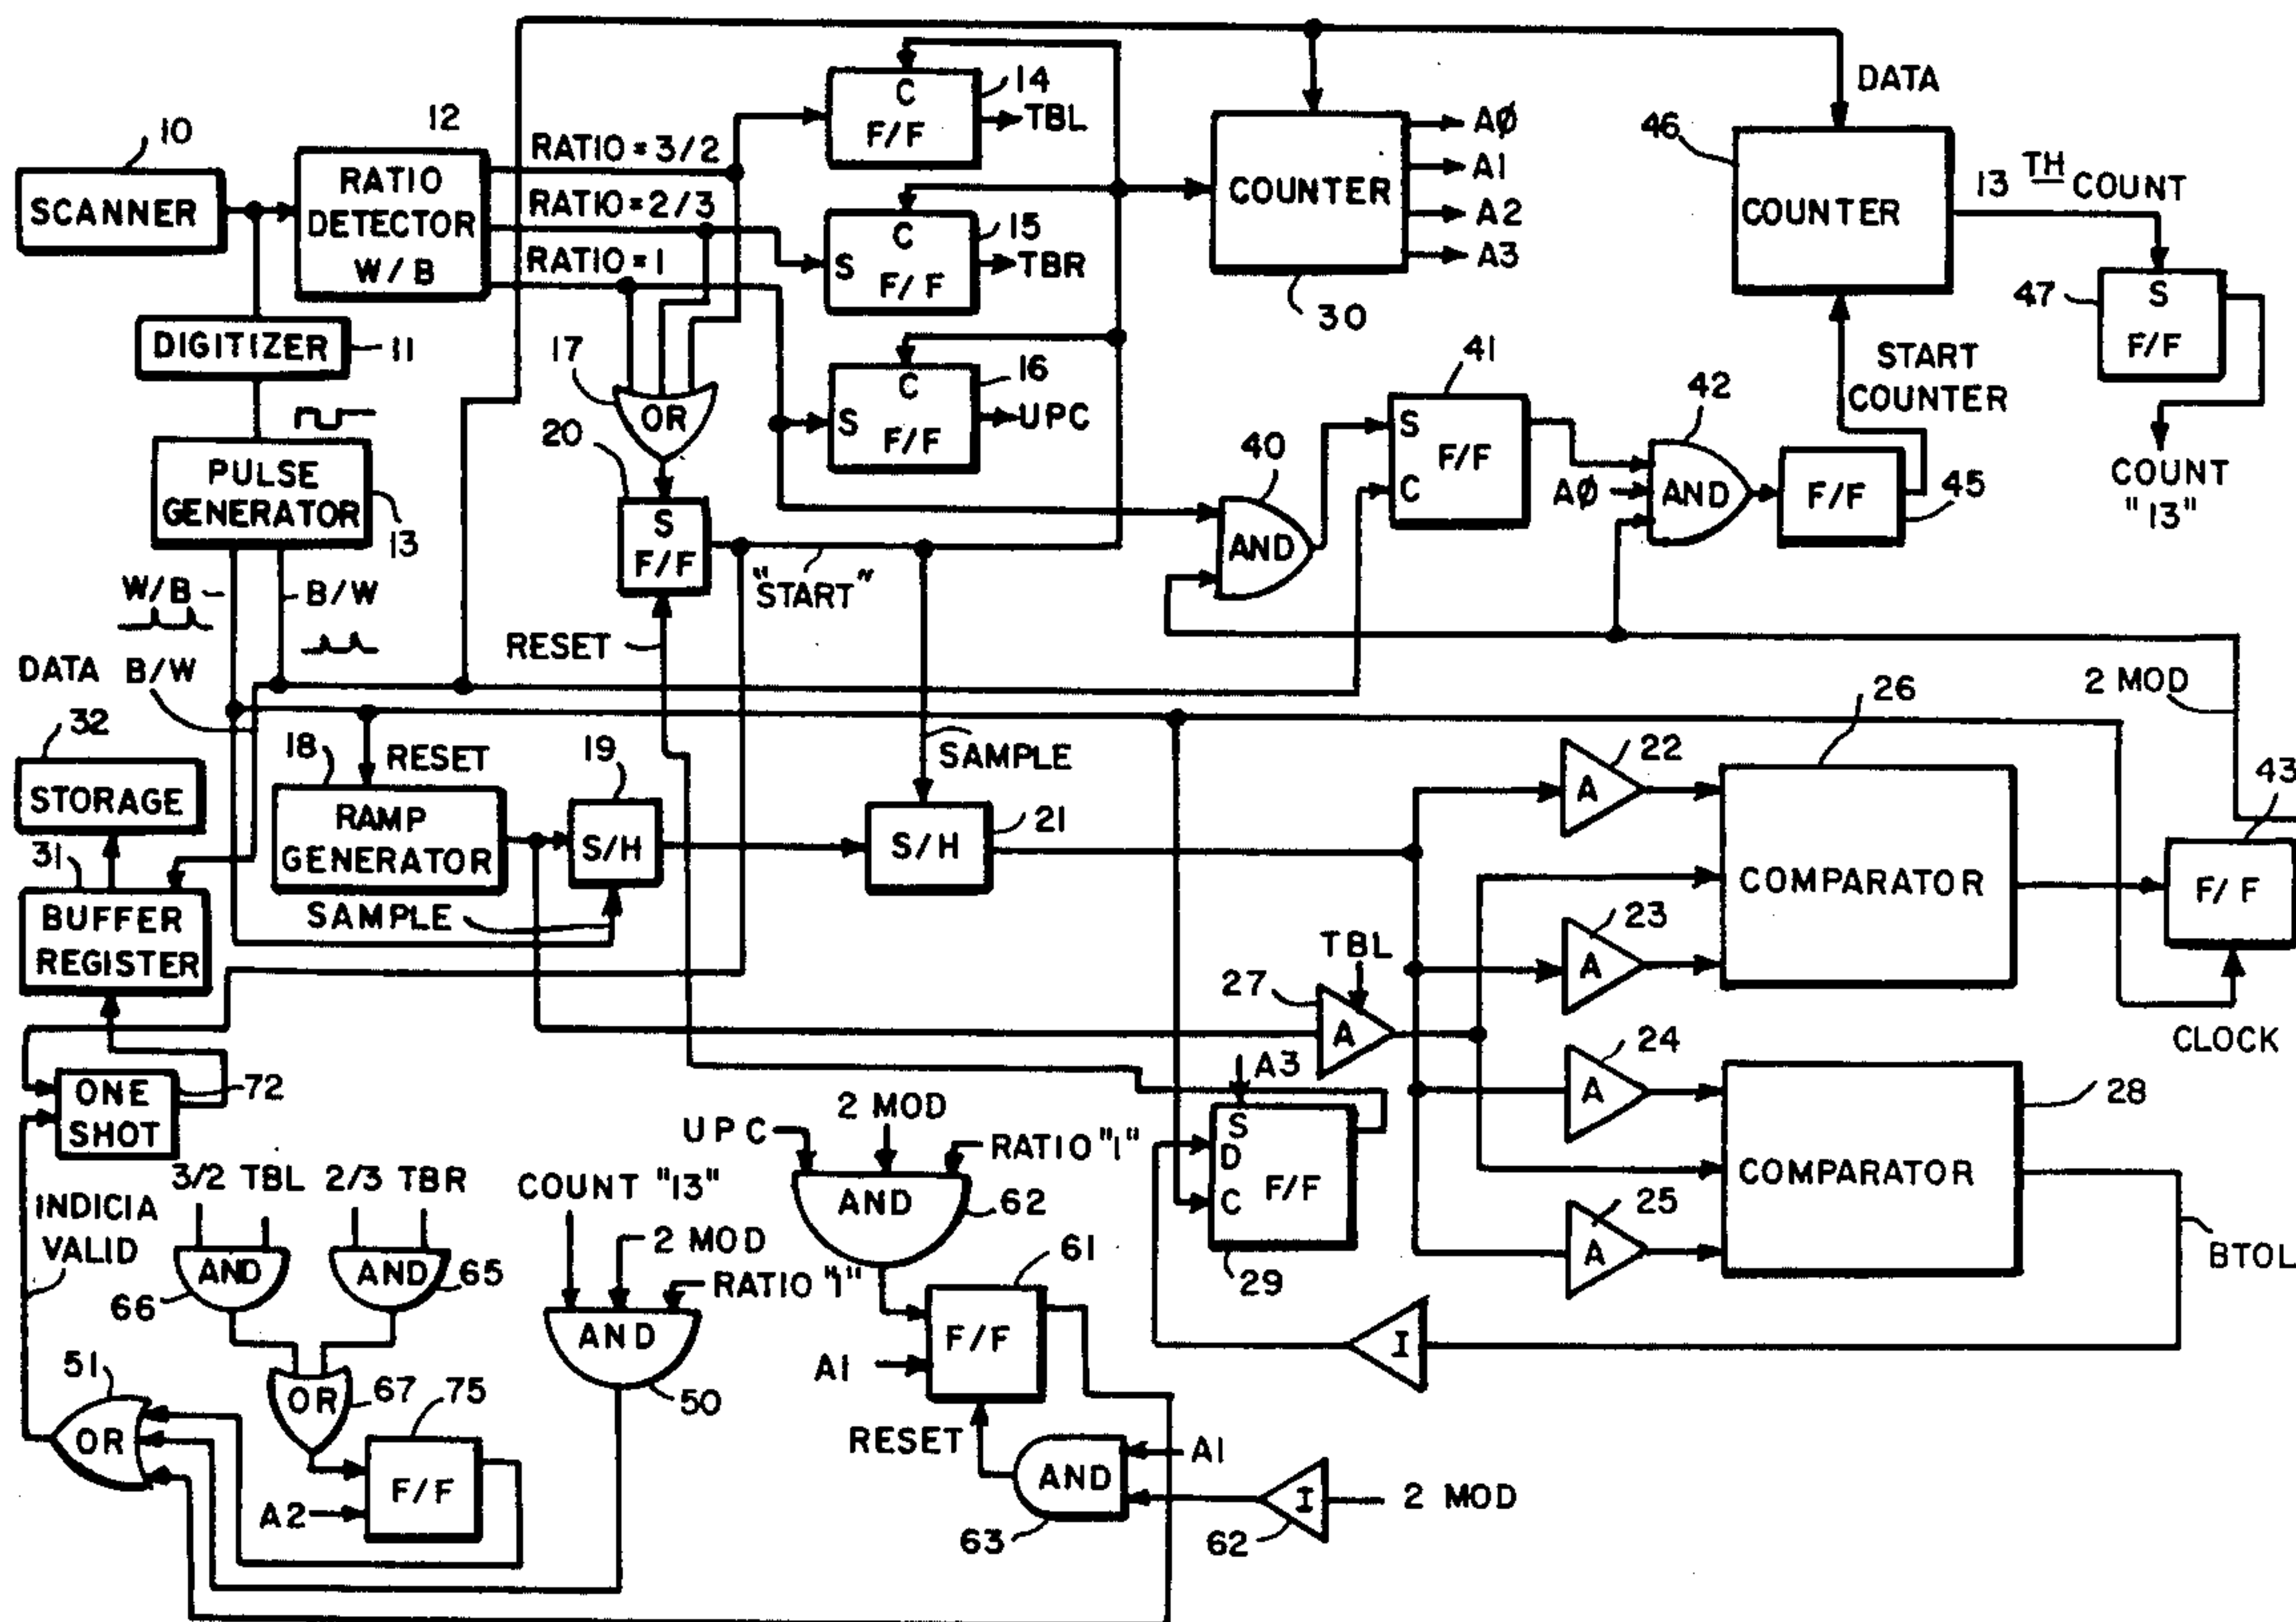 10
SCANNER
12
RATIO
DETECTOR
W/B
RATIO = 3/2
RATIO = 2/3
RATIO = 1
DIGITIZER
11
PULSE
GENERATOR
13
W/B
B/W
DATA B/W
C
F/F
14
TBL
C
S
F/F
15
TBR
C
S
F/F
16
UPC
17
OR
20
S
F/F
"START"
RESET
COUNTER
30
AØ
A1
A2
A3
DATA
46
COUNTER
13TH COUNT
47
S
F/F
COUNT
"13"
START
COUNTER
40
AND
41
S
C
F/F
42
AØ
AND
F/F
45
2 MOD
32
STORAGE
31
BUFFER
REGISTER
18
RESET
RAMP
GENERATOR
19
S/H
SAMPLE
SAMPLE
S/H
21
22
A
23
A
26
COMPARATOR
43
F/F
CLOCK
TBL
27
A
24
A
25
A
28
COMPARATOR
BTOL
A3
S
D
C
F/F
29
I
ONE
SHOT
72
INDICIA
VALID
3/2 TBL
2/3 TBR
AND
66
AND
65
OR
67
51
OR
75
F/F
A2
COUNT "13"
2 MOD
RATIO "1"
AND
50
UPC
2 MOD
RATIO "1"
AND
62
61
F/F
A1
RESET
AND
63
A1
I
62
2 MOD